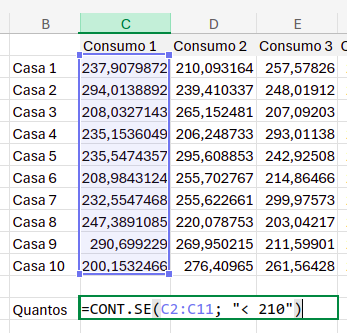 B C D E
Consumo 1 Consumo 2 Consumo 3
Casa 1 237,9079872 210,093164 257,57826
Casa 2 294,0138892 239,410337 248,01912
Casa 3 208,0327143 265,152481 207,09203
Casa 4 235,1536049 206,248733 293,01138
Casa 5 235,5474357 295,608853 242,92508
Casa 6 208,9843124 255,702767 214,86466
Casa 7 232,5547468 255,622661 299,97573
Casa 8 247,3891085 220,078753 203,04217
Casa 9 290,699229 269,950215 211,59901
Casa 10 200,1532466 276,40965 261,56428
Quantos =CONT.SE(C2:C11; "< 210")